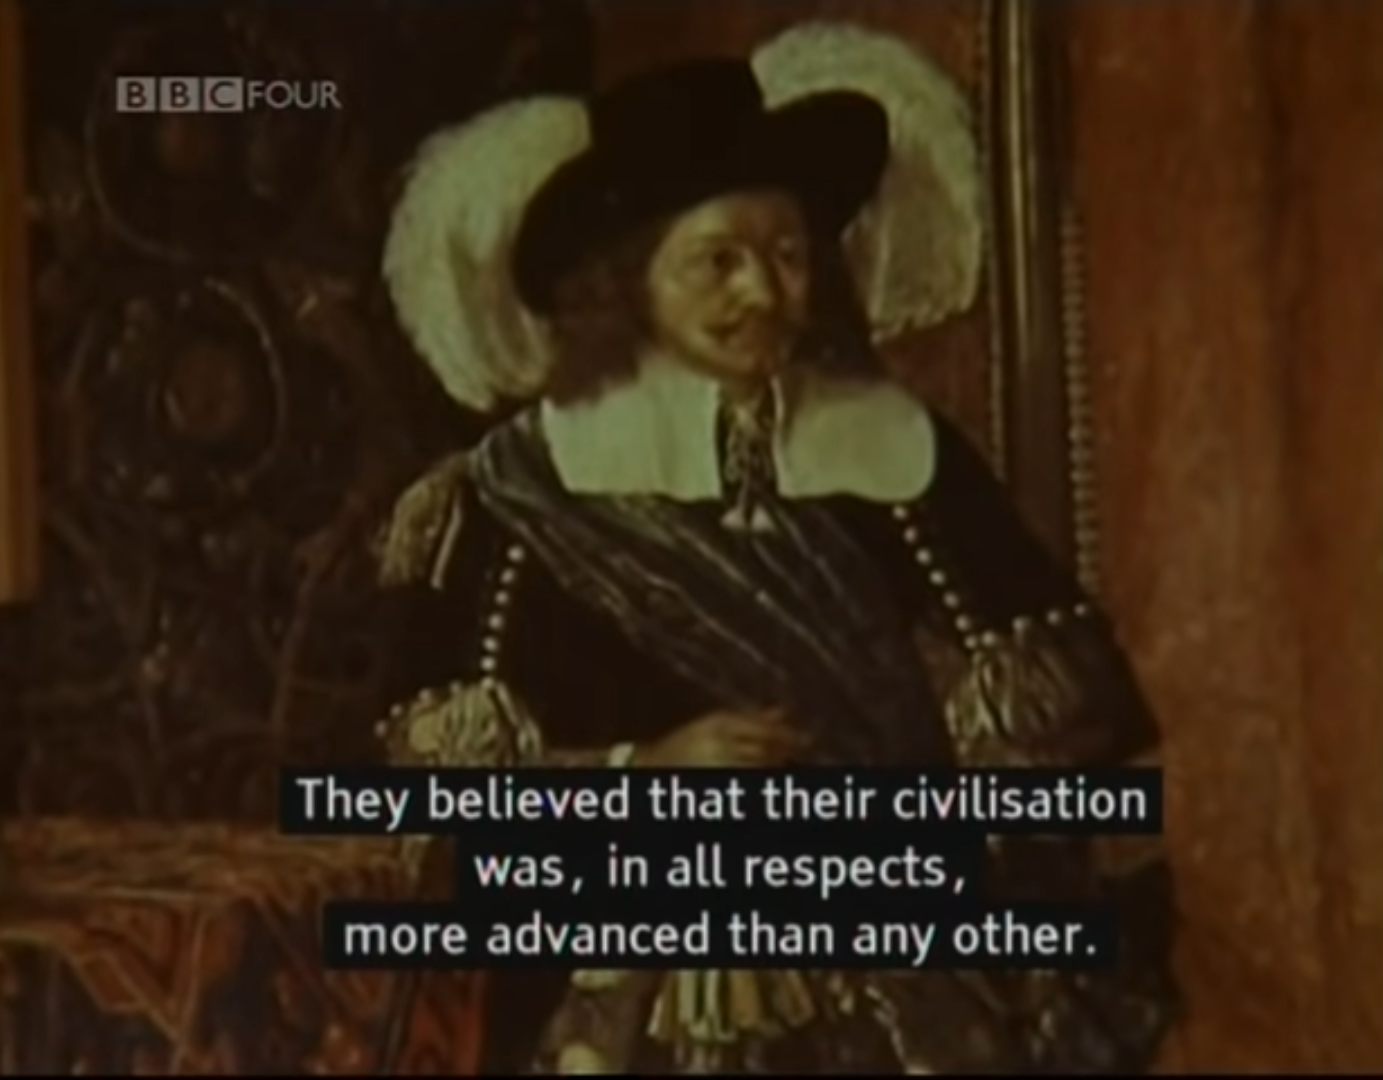 BBC FOUR
They believed that their civilisation
was, in all respects,
more advanced than any other.